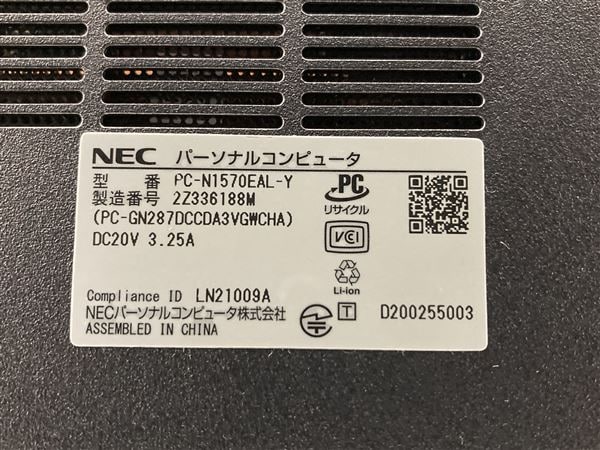 NEC パーソナルコンピュータ
型 番 PC-N1570EAL-Y
製造番号 2Z336188M
(PC-GN287DCCDA3VGWCHA)
DC20V 3.25A
PC
リサイクル
VCI
Li-ion
Compliance ID LN21009A
NECパーソナルコンピュータ株式会社
ASSEMBLED IN CHINA
T
D200255003